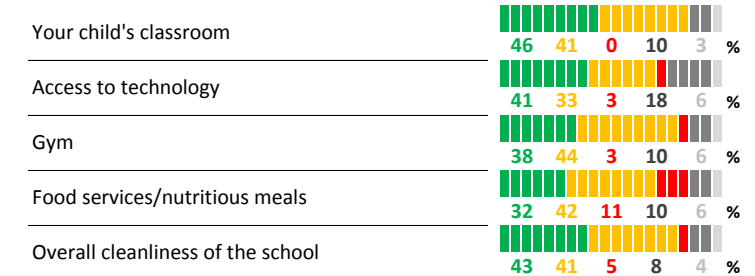 Your child's classroom
46 41 0 10 3 %
Access to technology
41 33 3 18 6 %
Gym
38 44 3 10 6 %
Food services/nutritious meals
32 42 11 10 6 %
Overall cleanliness of the school
43 41 5 8 4 %